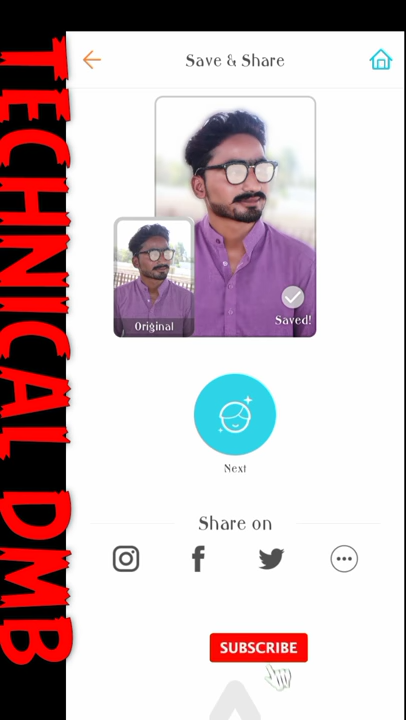 TECHNICAL DMB
Save & Share
Original
Saved!
Next
Share on
SUBSCRIBE